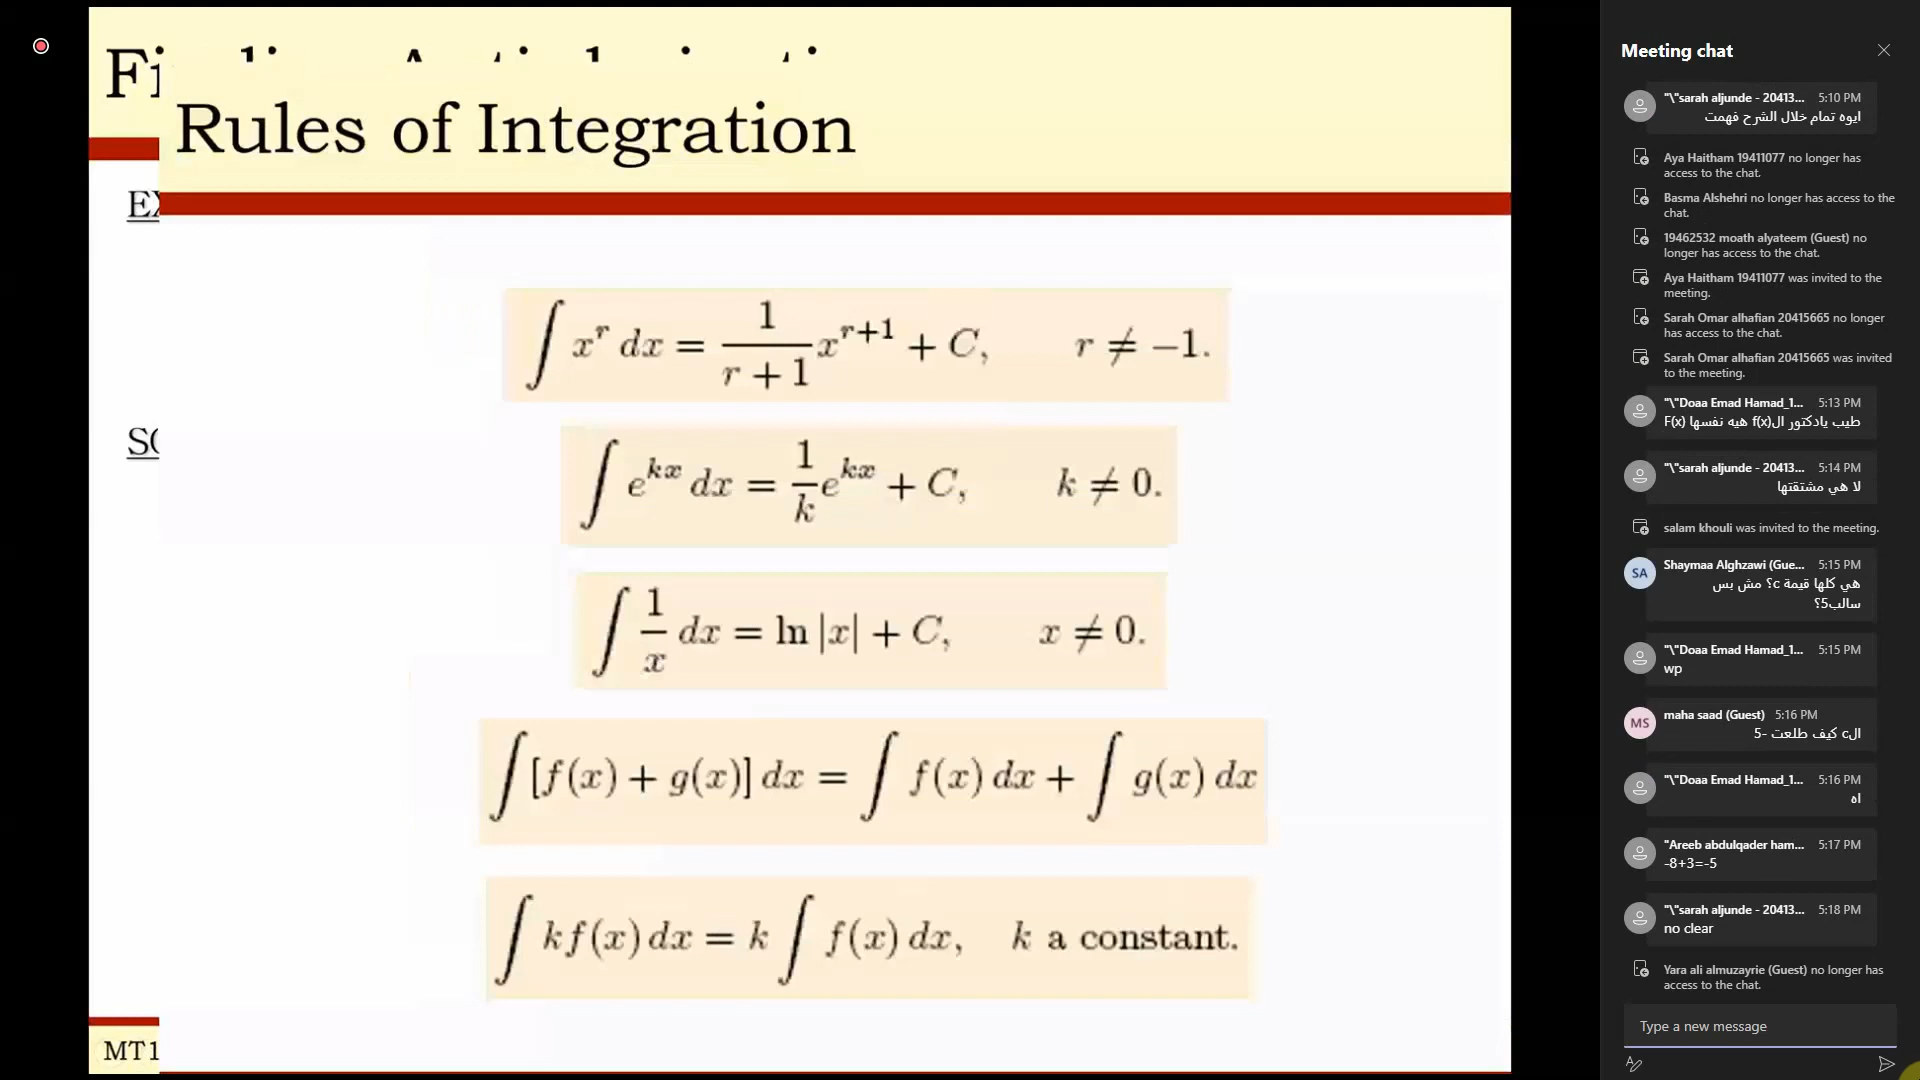 Rules of Integration
∫ x^r dx = 1/(r+1) x^{r+1} + C, r ≠ −1.
∫ e^{kx} dx = 1/k e^{kx} + C, k ≠ 0.
∫ 1/x dx = ln |x| + C, x ≠ 0.
∫ [f(x) + g(x)] dx = ∫ f(x) dx + ∫ g(x) dx
∫ kf(x) dx = k ∫ f(x) dx, k a constant.
MT1
Meeting chat
"\"sarah aljunde - 20413... 5:10 PM
ايوه تمام خلال الشرح فهمت
Aya Haitham 19411077 no longer has
access to the chat.
Basma Alshehri no longer has access to the
chat.
19462532 moath alyateem (Guest) no
longer has access to the chat.
Aya Haitham 19411077 was invited to the
meeting.
Sarah Omar alhafian 20415665 no longer
has access to the chat.
Sarah Omar alhafian 20415665 was invited
to the meeting.
"\"Doaa Emad Hamad_1... 5:13 PM
طيب يادكتور ال(f(x هيه نفسها (F(x
"\"sarah aljunde - 20413... 5:14 PM
لا هي مشتقتها
salam khouli was invited to the meeting.
SA
Shaymaa Alghzawi (Gue... 5:15 PM
هي كلها قيمة c؟ مش بس
سالب5؟
"\"Doaa Emad Hamad_1... 5:15 PM
wp
MS
maha saad (Guest) 5:16 PM
الc كيف طلعت -5
"\"Doaa Emad Hamad_1... 5:16 PM
اه
"Areeb abdulqader ham... 5:17 PM
-8+3=-5
"\"sarah aljunde - 20413... 5:18 PM
no clear
Yara ali almuzayrie (Guest) no longer has
access to the chat.
Type a new message